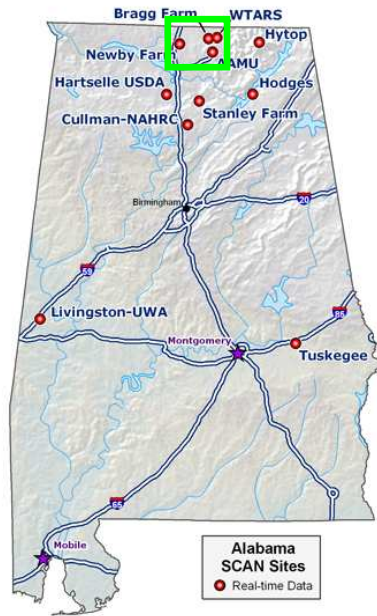 Bragg Farm WTARS
Newby Farm Hytop
AAMU
Hartselle USDA Hodges
Stanley Farm
Cullman-NAHRC
Birmingham
20
59
Livingston-UWA
85
Montgomery
Tuskegee
65
Mobile
Alabama
SCAN Sites
Real-time Data